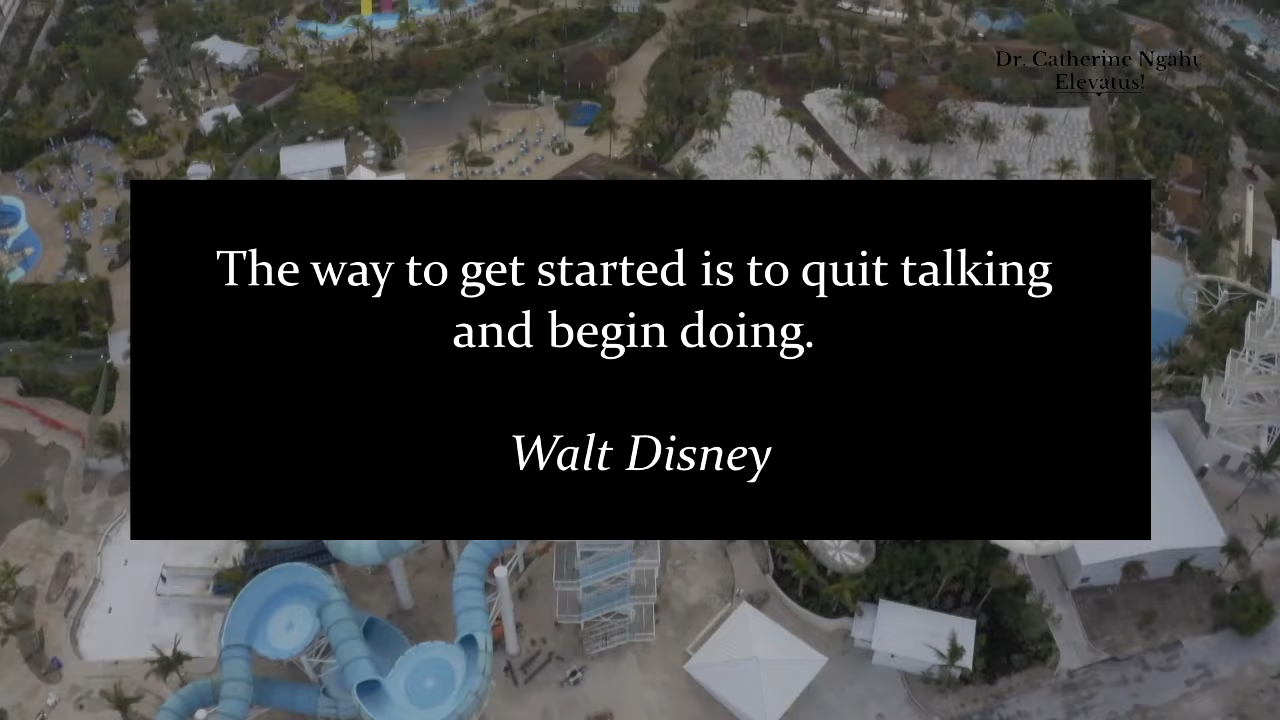 Dr. Catherine Ngahu
Elevatus!
The way to get started is to quit talking
and begin doing.
Walt Disney